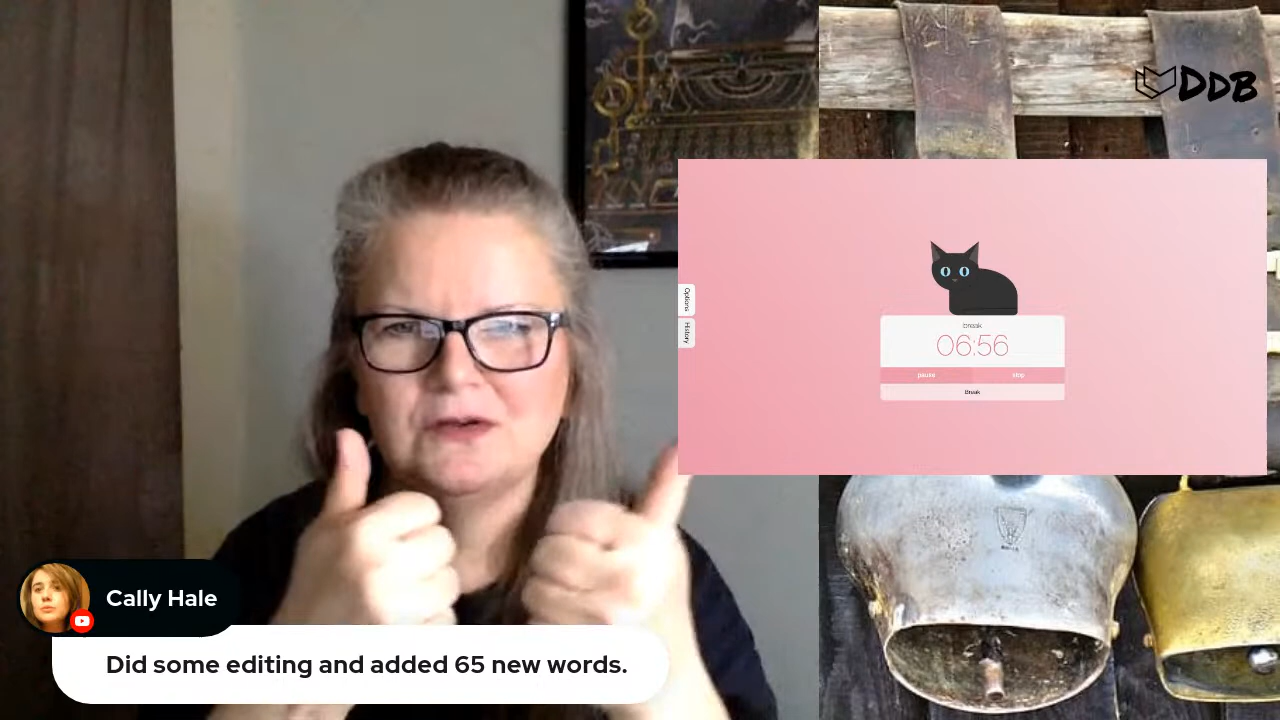 DDB
Options
History
break
06:56
pause
stop
Break
Cally Hale
Did some editing and added 65 new words.